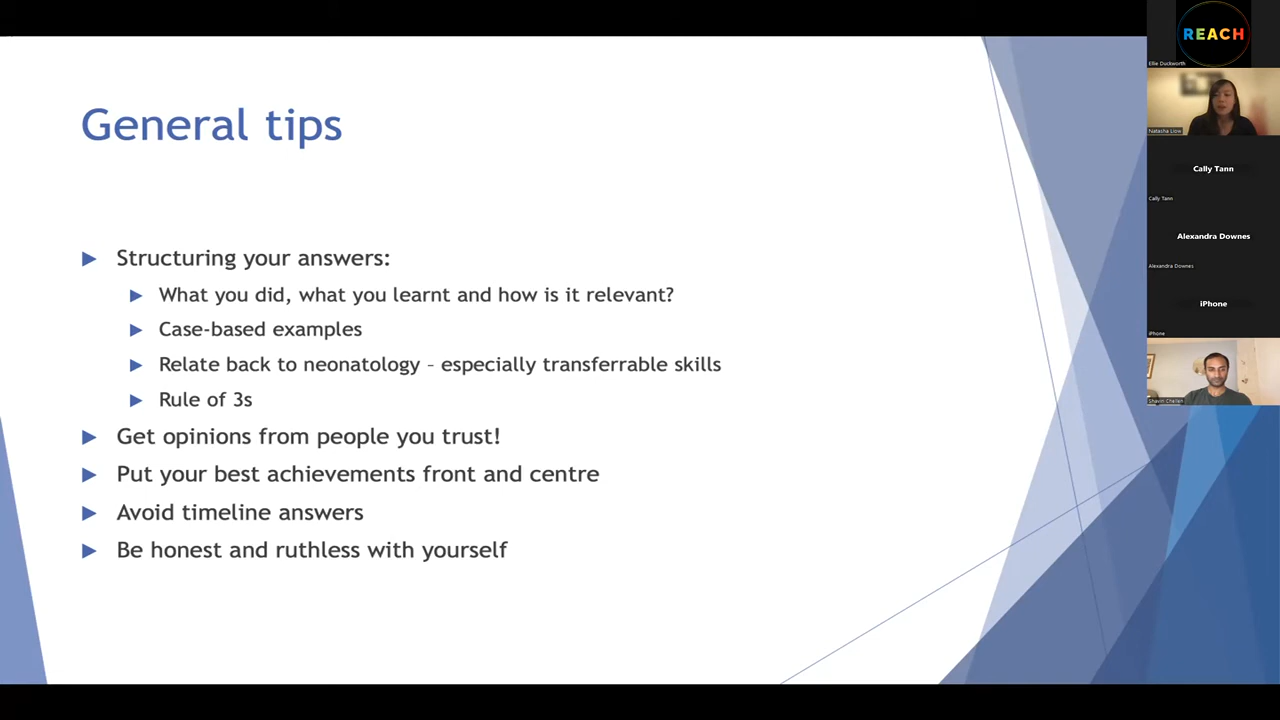 General tips
Structuring your answers:
What you did, what you learnt and how is it relevant?
Case-based examples
Relate back to neonatology – especially transferrable skills
Rule of 3s
Get opinions from people you trust!
Put your best achievements front and centre
Avoid timeline answers
Be honest and ruthless with yourself
REACH
Ellie Duckworth
Natasha Liow
Cally Tann
Cally Tann
Alexandra Downes
Alexandra Downes
iPhone
iPhone